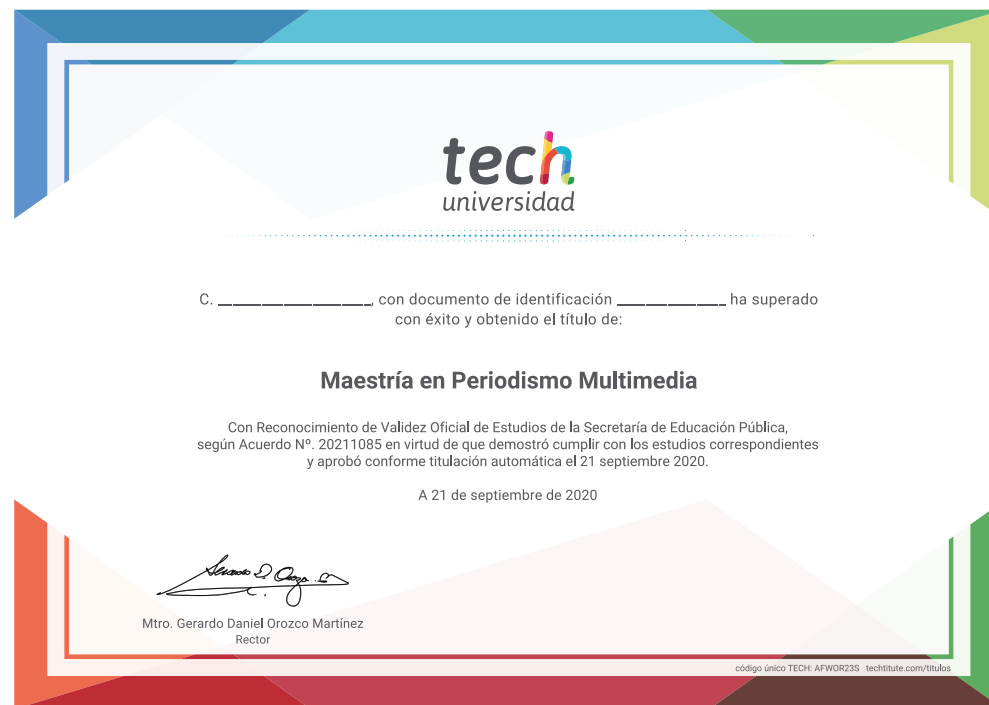 tech
universidad
C. __________________, con documento de identificación _____________ ha superado
con éxito y obtenido el título de:
Maestría en Periodismo Multimedia
Con Reconocimiento de Validez Oficial de Estudios de la Secretaría de Educación Pública,
según Acuerdo Nº. 20211085 en virtud de que demostró cumplir con los estudios correspondientes
y aprobó conforme titulación automática el 21 septiembre 2020.
A 21 de septiembre de 2020
Mtro. Gerardo Daniel Orozco Martínez
Rector
código único TECH: AFWOR23S techtitute.com/titulos